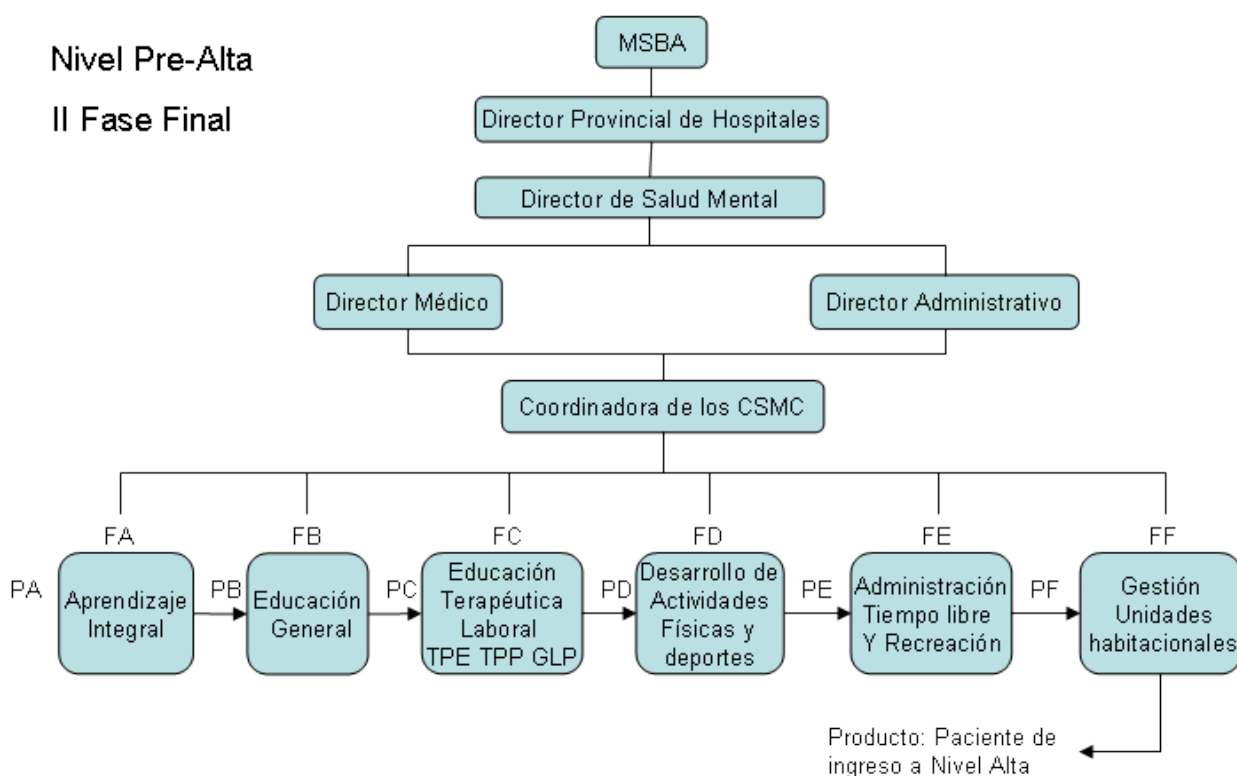 Nivel Pre-Alta
II Fase Final
MSBA
Director Provincial de Hospitales
Director de Salud Mental
Director Médico
Director Administrativo
Coordinadora de los CSMC
FA
FB
FC
FD
FE
FF
PA
Aprendizaje
Integral
PB
Educación
General
PC
Educación
Terapéutica
Laboral
TPE TPP GLP
PD
Desarrollo de
Actividades
Físicas y
deportes
PE
Administración
Tiempo libre
Y Recreación
PF
Gestión
Unidades
habitacionales
Producto: Paciente de
ingreso a Nivel Alta